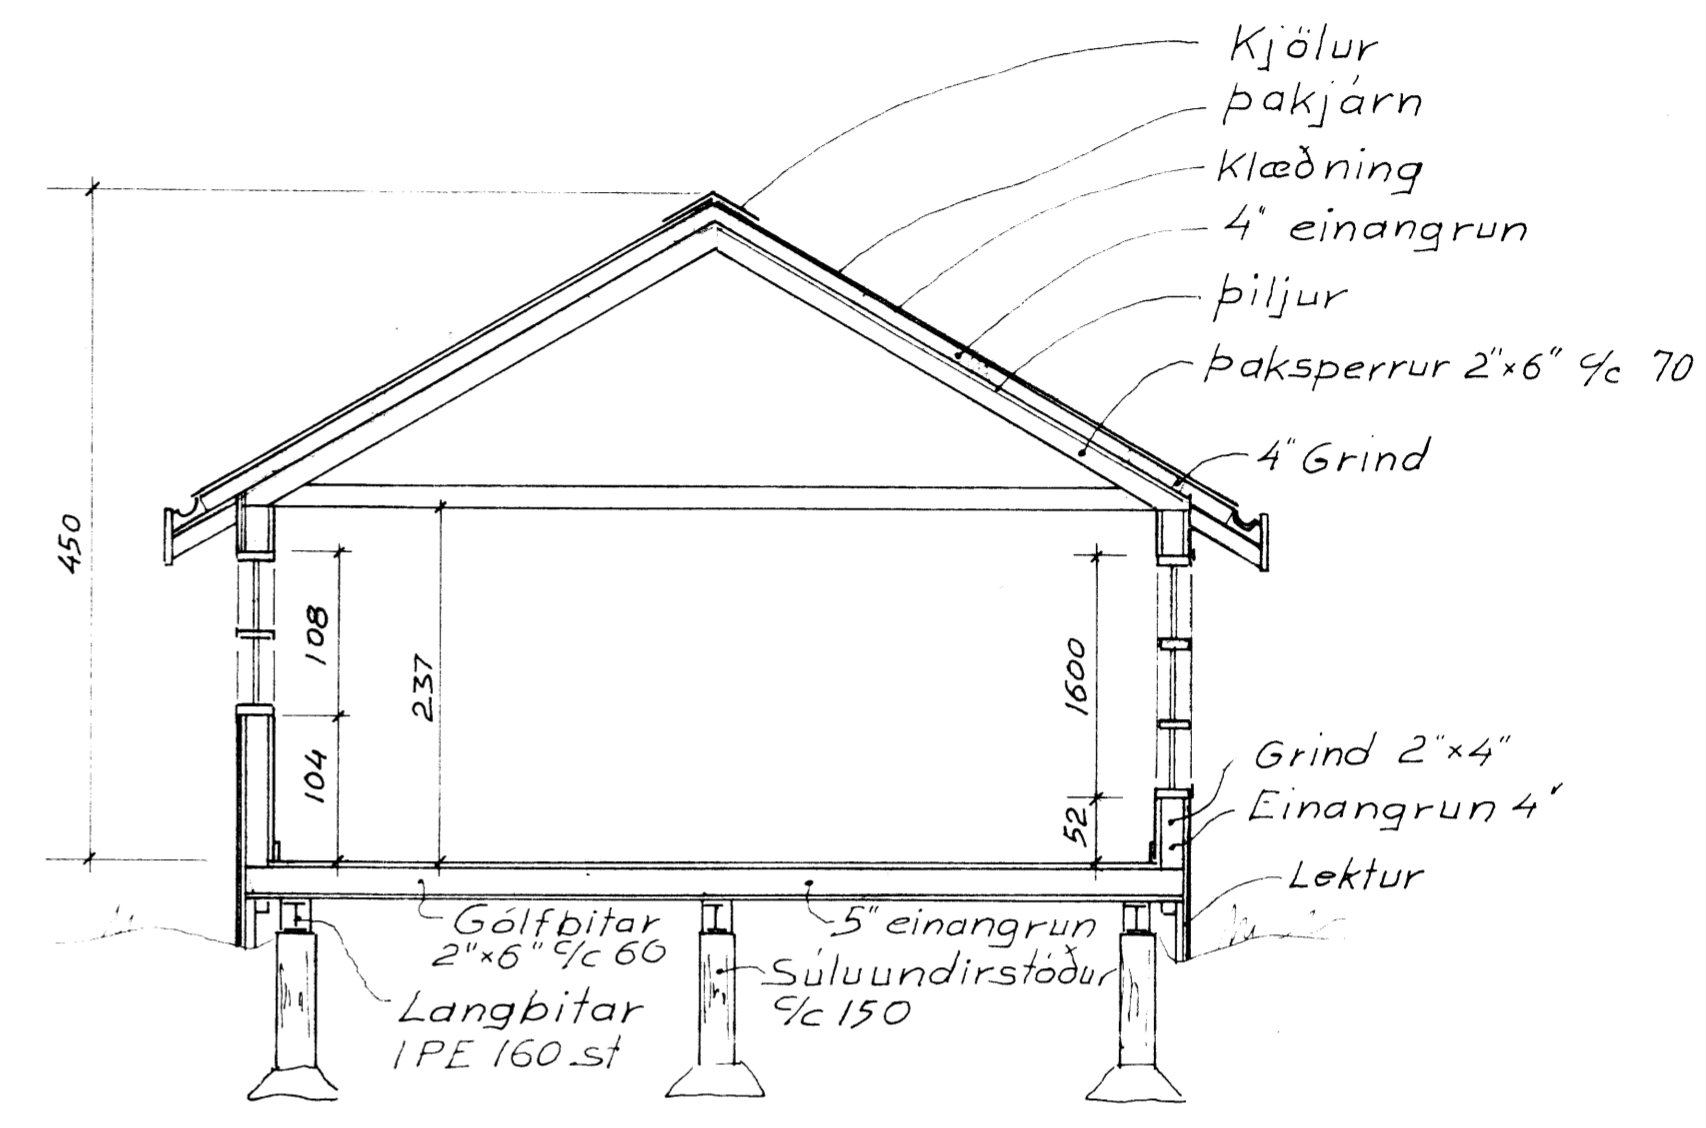 Kjölur
Þakjárn
Klæðning
4" einangrun
Þiljur
Þaksperrur 2"×6" c/c 70
4" Grind
450
108
237
1600
104
52
Grind 2"×4"
Einangrun 4"
Lektur
Gólfbitar
2"×6" c/c 60
5" einangrun
Súluundirstöður
c/c 150
Langbitar
IPE 160 st